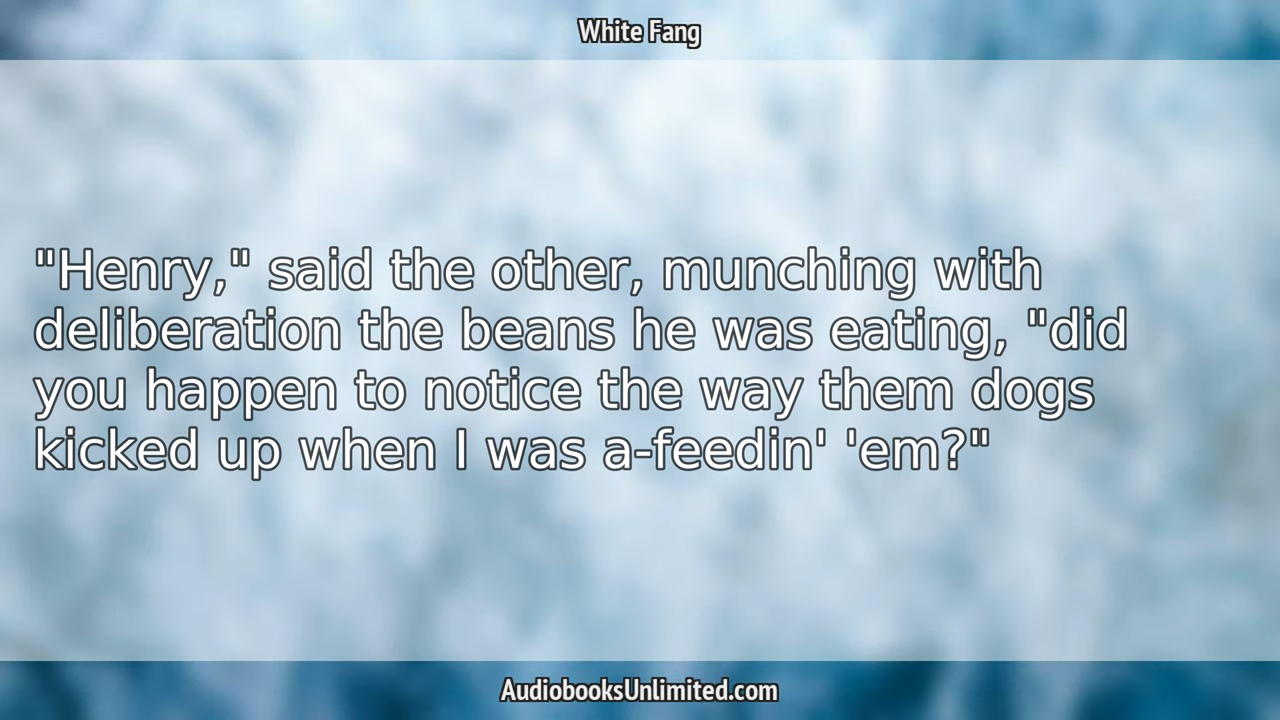 White Fang
"Henry," said the other, munching with
deliberation the beans he was eating, "did
you happen to notice the way them dogs
kicked up when I was a-feedin' 'em?"
AudiobooksUnlimited.com